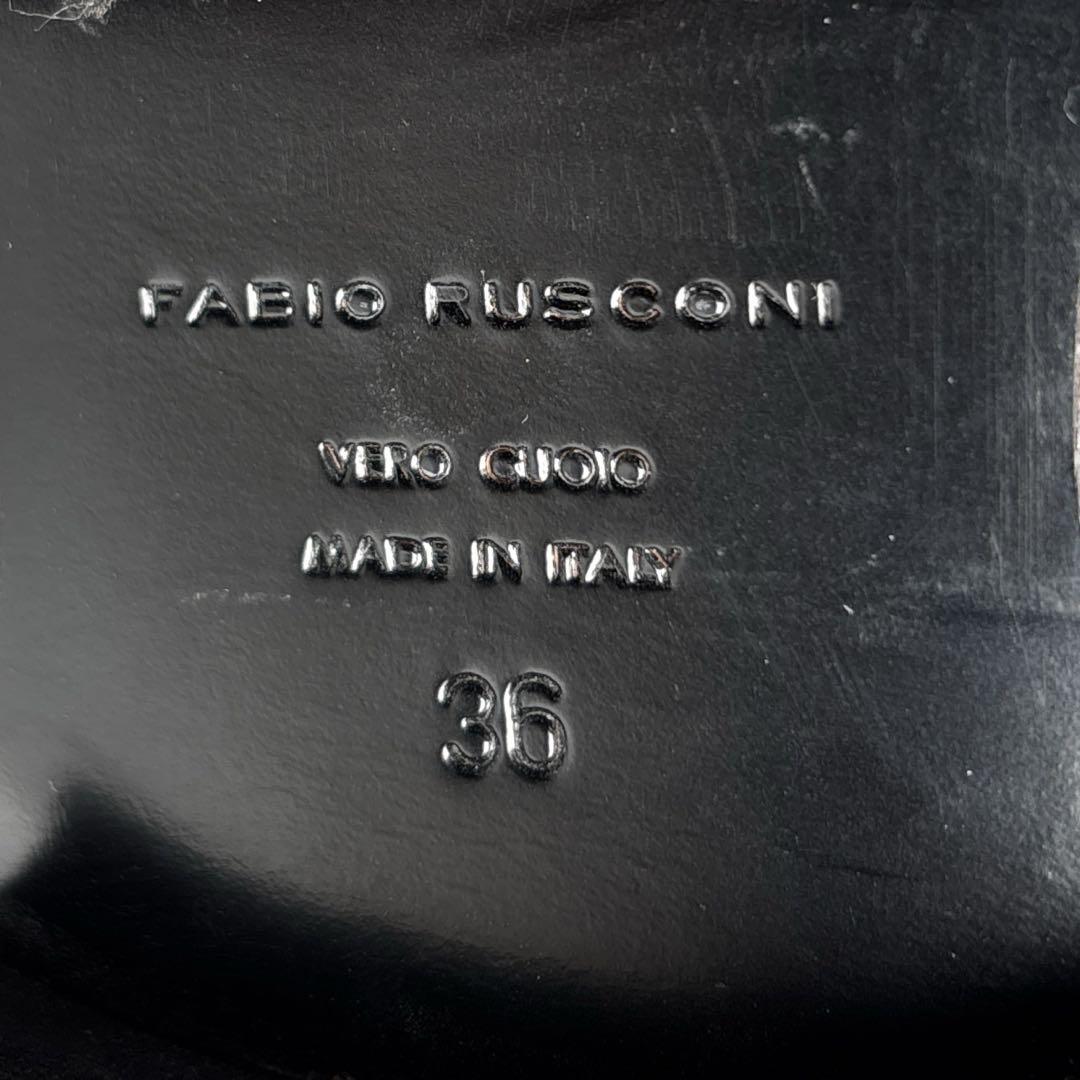 FABIO RUSCONI
VERO CUOIO
MADE IN ITALY
36